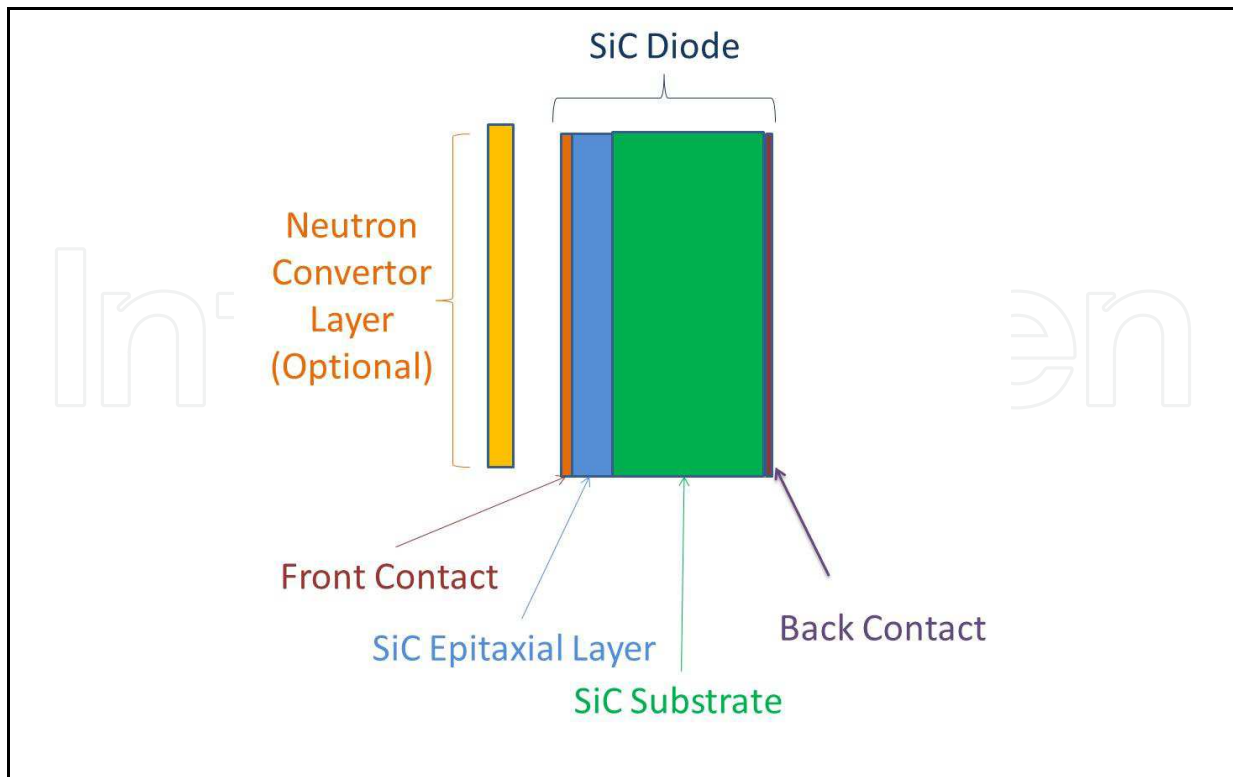 SiC Diode
Neutron
Convertor
Layer
(Optional)
Front Contact
SiC Epitaxial Layer
Back Contact
SiC Substrate